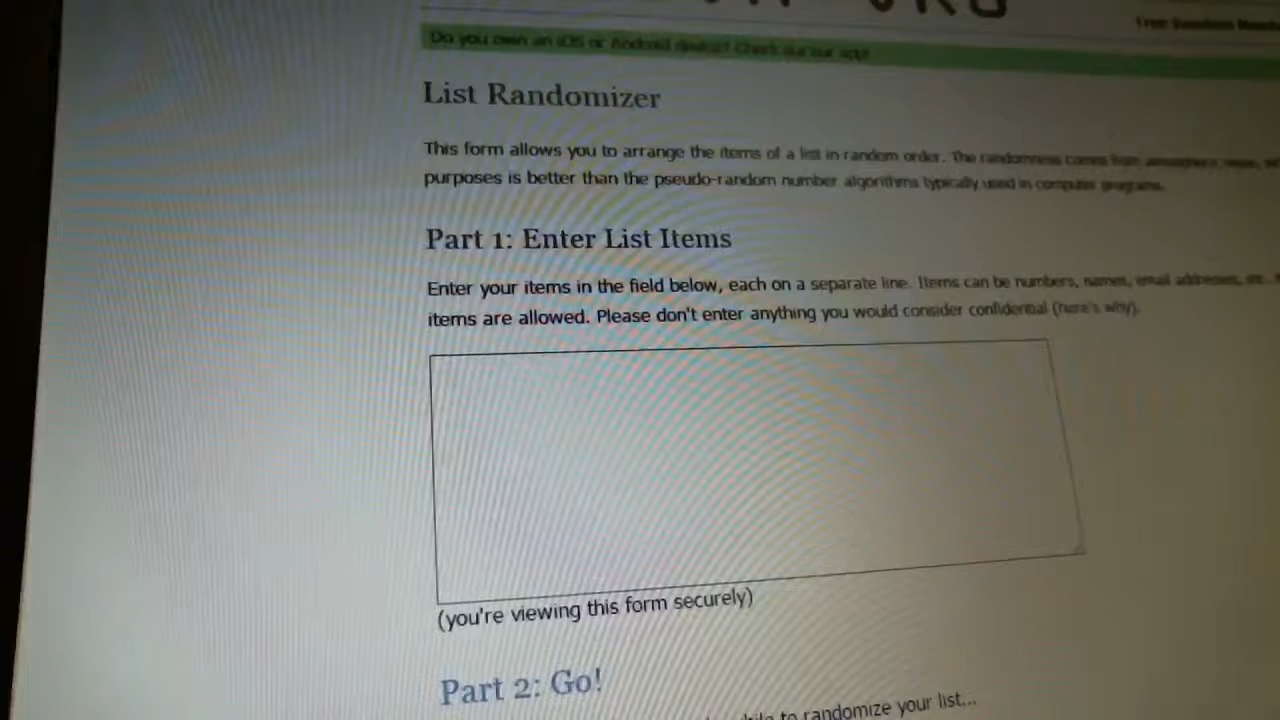 Do you own an iOS or Android device? Check out our app!
List Randomizer
This form allows you to arrange the items of a list in random order. The randomness comes from atmospheric noise,
purposes is better than the pseudo-random number algorithms typically used in computer programs.
Part 1: Enter List Items
Enter your items in the field below, each on a separate line. Items can be numbers, names, email addresses, etc.
items are allowed. Please don't enter anything you would consider confidential (here's why).
(you're viewing this form securely)
Part 2: Go!
to randomize your list...